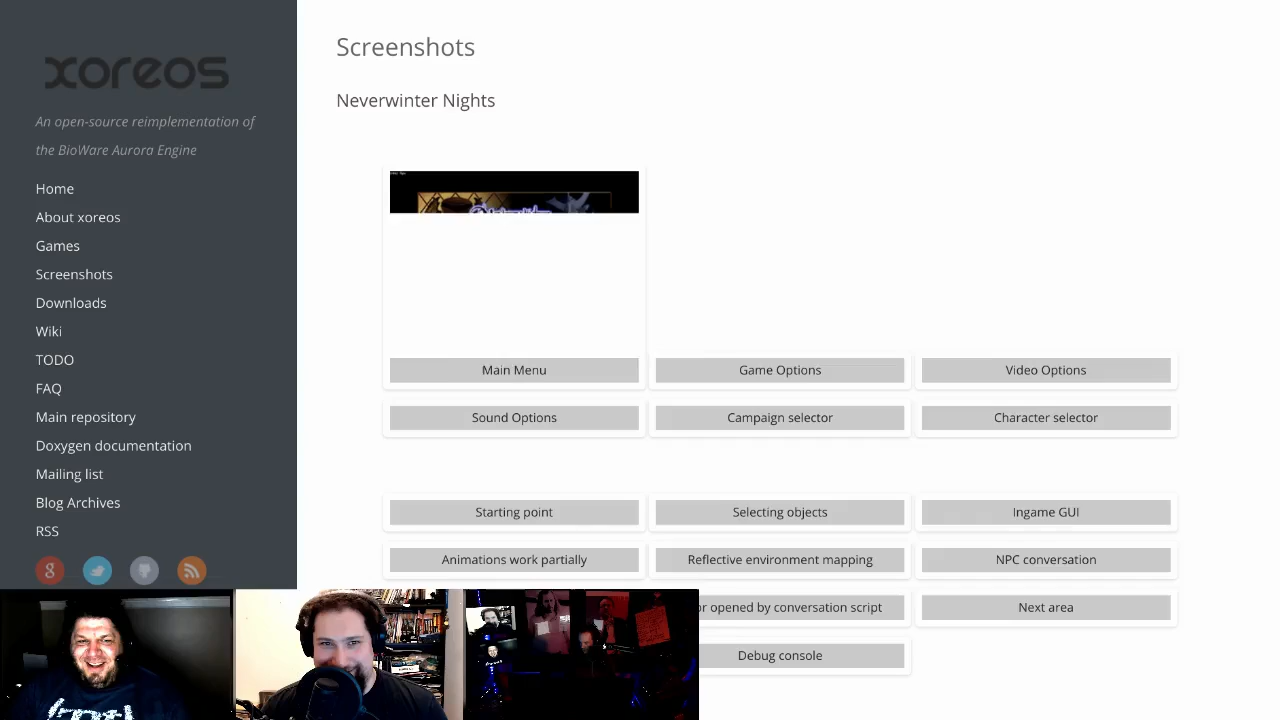 xoreos
An open-source reimplementation of
the BioWare Aurora Engine
Home
About xoreos
Games
Screenshots
Downloads
Wiki
TODO
FAQ
Main repository
Doxygen documentation
Mailing list
Blog Archives
RSS
Screenshots
Neverwinter Nights
Main Menu
Game Options
Video Options
Sound Options
Campaign selector
Character selector
Starting point
Selecting objects
Ingame GUI
Animations work partially
Reflective environment mapping
NPC conversation
opened by conversation script
Next area
Debug console